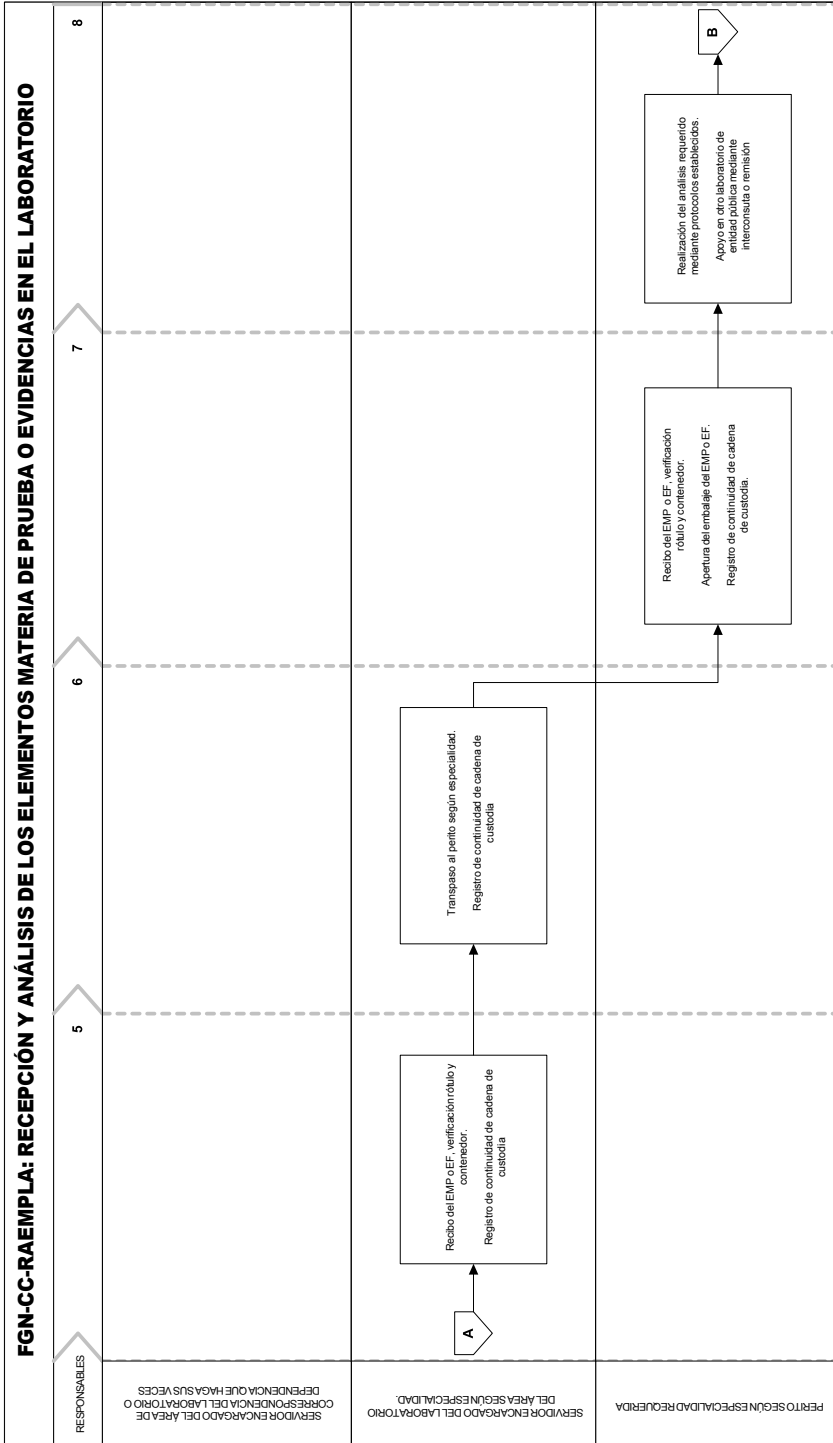 FGN-CC-RAEMPLA: RECEPCIÓN Y ANÁLISIS DE LOS ELEMENTOS MATERIA DE PRUEBA O EVIDENCIAS EN EL LABORATORIO
RESPONSABLES
5
6
7
8
SERVIDOR ENCARGADO DEL ÁREA DE
CORRESPONDENCIA DEL LABORATORIO O
DEPENDENCIA QUE HAGA SUS VECES
SERVIDOR ENCARGADO DEL LABORATORIO
DEL ÁREA SEGÚN ESPECIALIDAD.
A
Recibo del EMP o EF, verificación rótulo y
contenedor.
Registro de continuidad de cadena de
custodia
Transpaso al perito según especialidad.
Registro de continuidad de cadena de
custodia
PERITO SEGÚN ESPECIALIDAD REQUERIDA
Recibo del EMP o EF, verificación
rótulo y contenedor.
Apertura del embalaje del EMP o EF.
Registro de continuidad de cadena
de custodia.
Realización del análisis requerido
mediante protocolos establecidos.
Apoyo en otro laboratorio de
entidad pública mediante
interconsuta o remisión
B